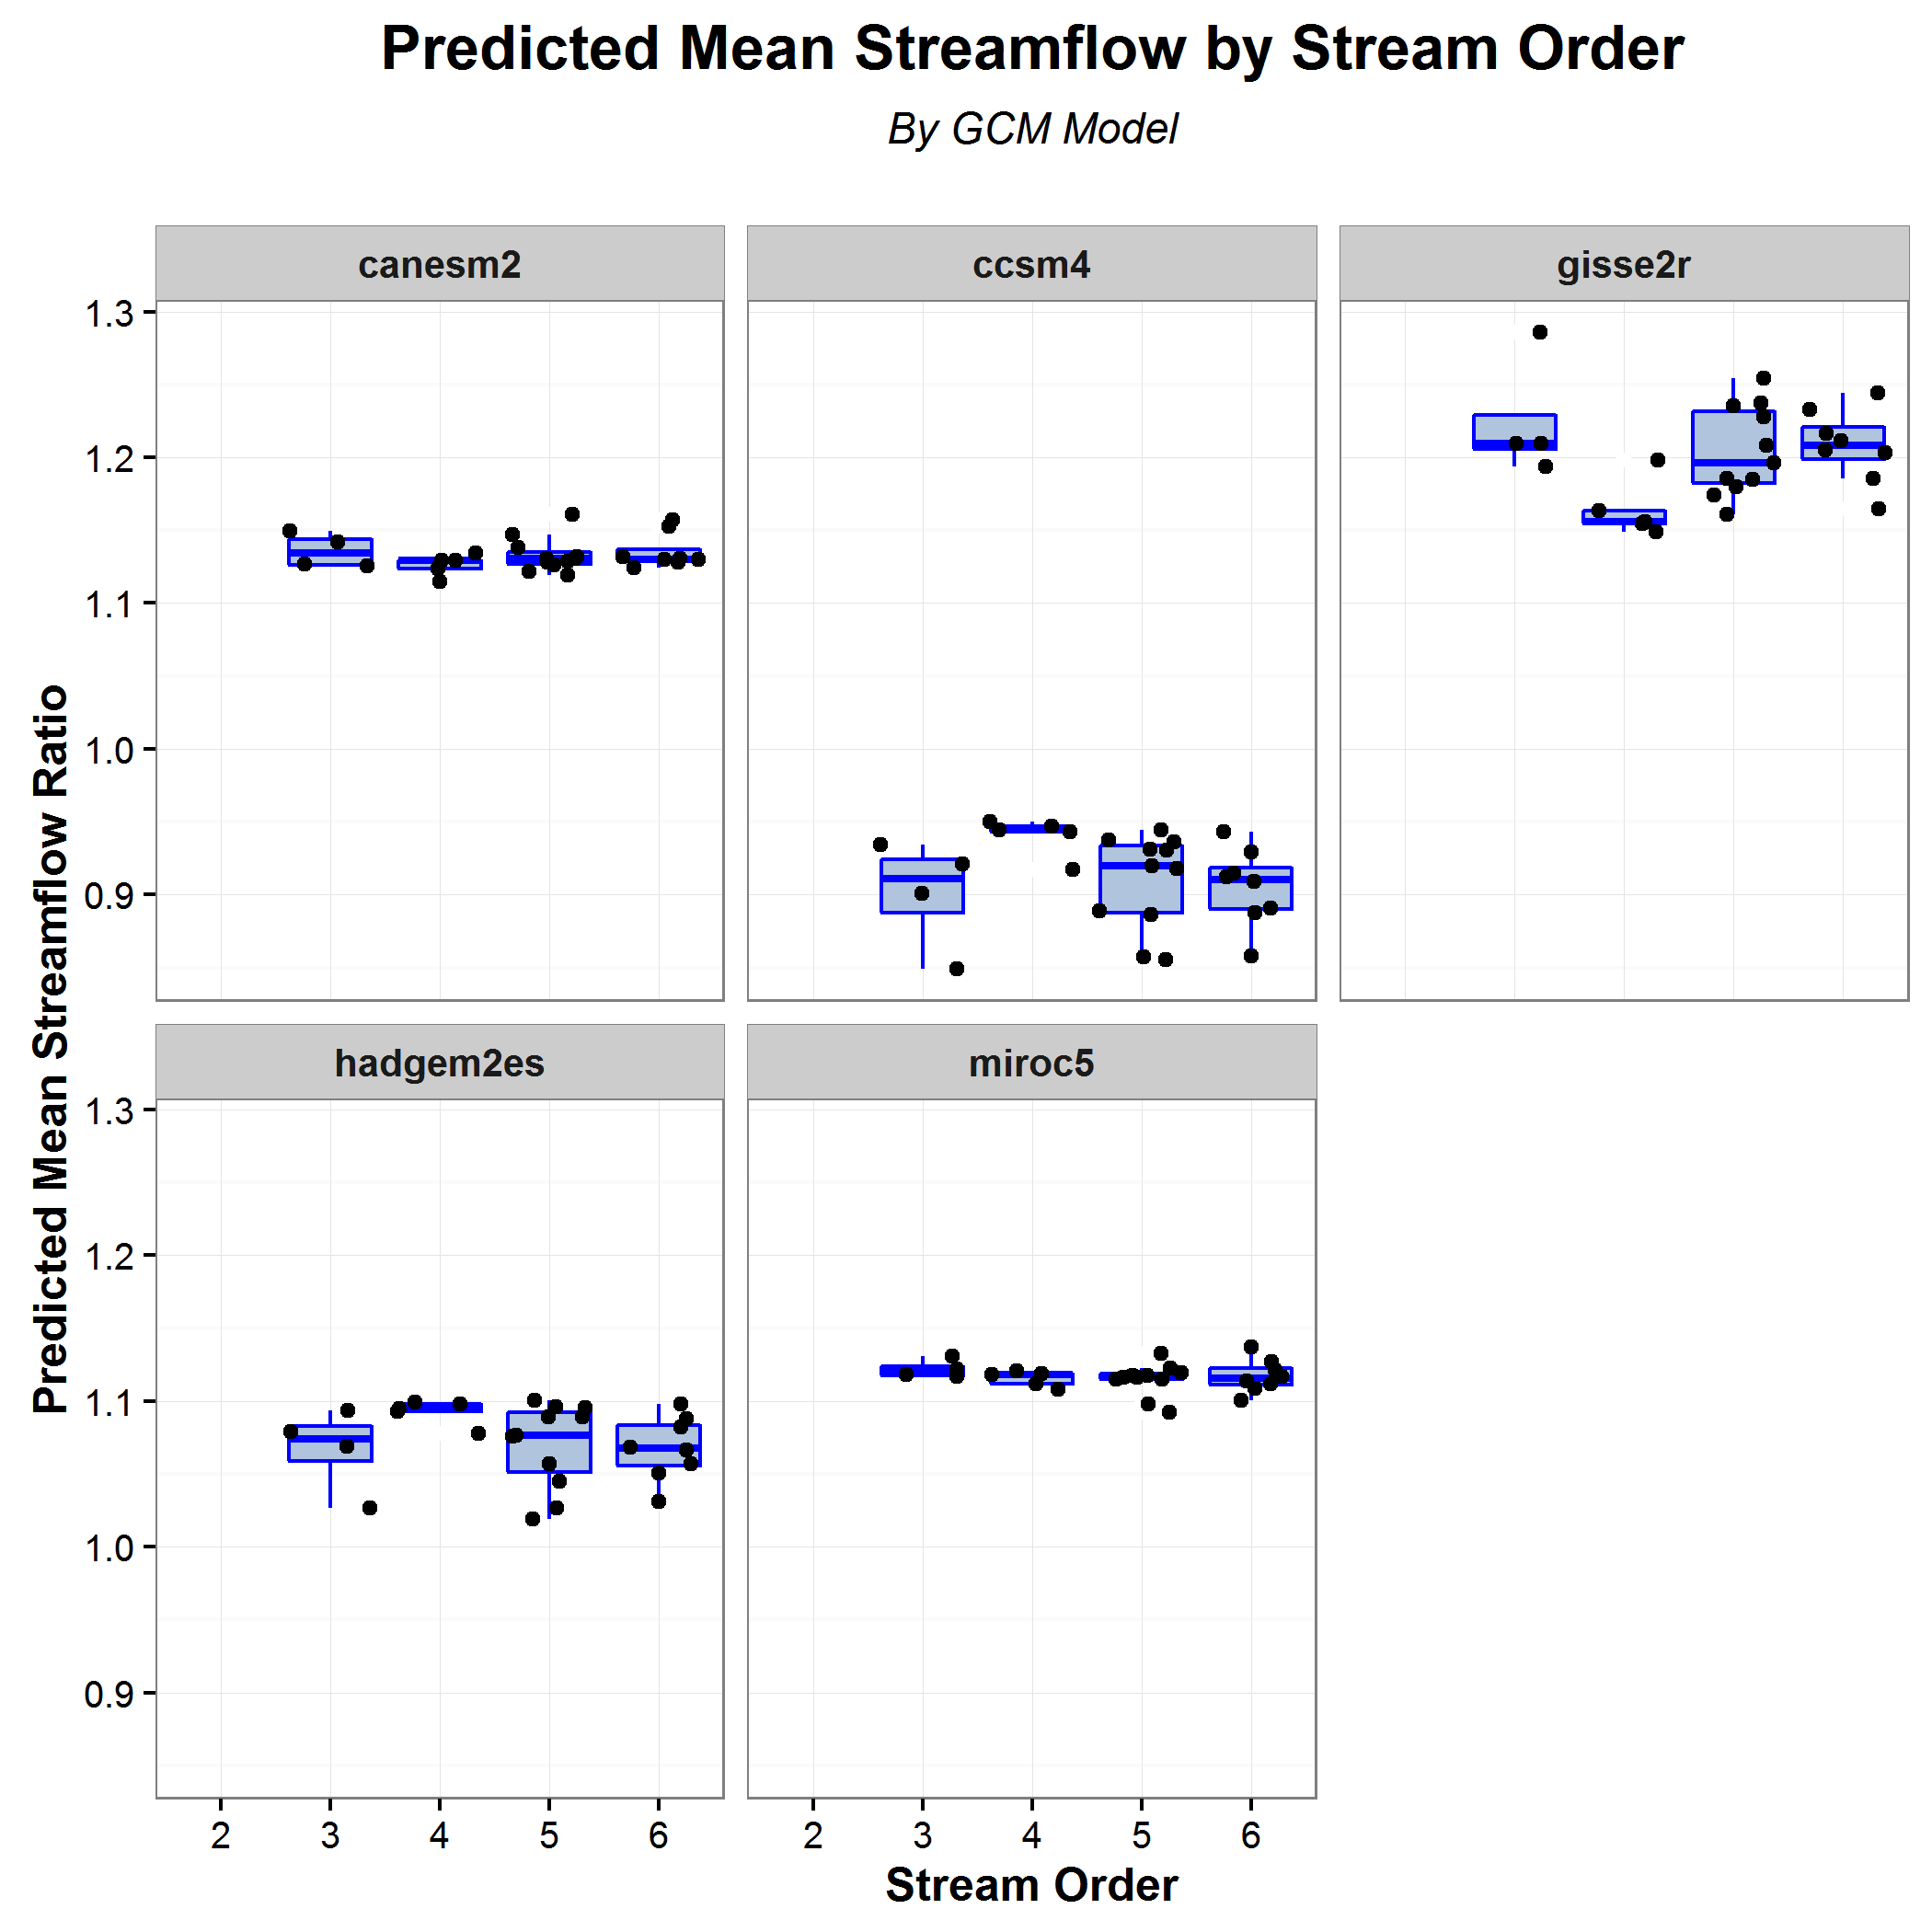 Predicted Mean Streamflow by Stream Order
By GCM Model
canesm2
ccsm4
gisse2r
1.3
1.2
1.1
1.0
0.9
Predicted Mean Streamflow Ratio
hadgem2es
miroc5
1.3
1.2
1.1
1.0
0.9
2 3 4 5 6
2 3 4 5 6
Stream Order